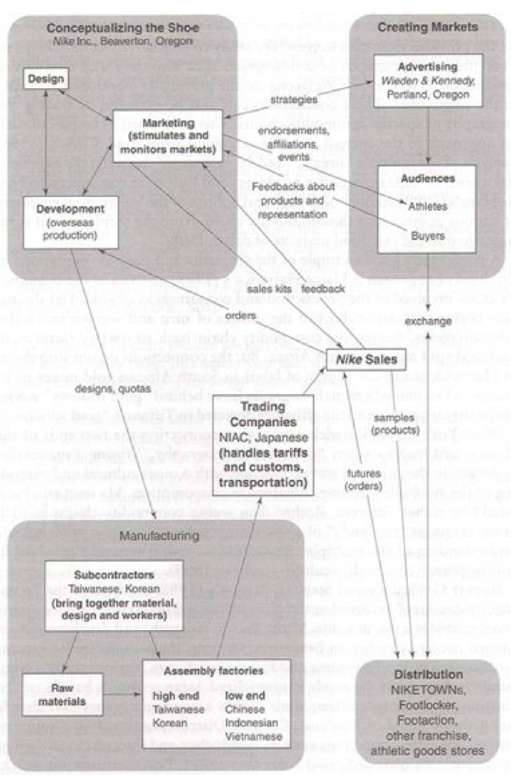 Conceptualizing the Shoe
Nike Inc., Beaverton, Oregon
Design
Marketing
(stimulates and
monitors markets)
Development
(overseas
production)
Creating Markets
Advertising
Wieden & Kennedy,
Portland, Oregon
Audiences
Athletes
Buyers
strategies
endorsements,
affiliations,
events
Feedbacks about
products and
representation
sales kits
feedback
orders
exchange
Nike Sales
designs, quotas
Trading
Companies
NIAC, Japanese
(handles tariffs
and customs,
transportation)
samples
(products)
futures
(orders)
Manufacturing
Subcontractors
Taiwanese, Korean
(bring together material,
design and workers)
Raw
materials
Assembly factories
high end low end
Taiwanese Chinese
Korean Indonesian
Vietnamese
Distribution
NIKETOWNs,
Footlocker,
Footaction,
other franchise,
athletic goods stores